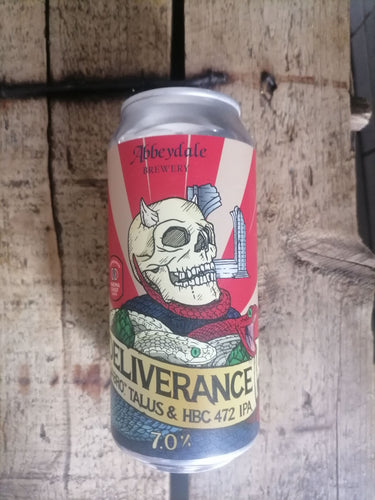 Abbeydale
BREWERY
ELIVERANCE
TALUS & HBC 472 IPA
7.0%